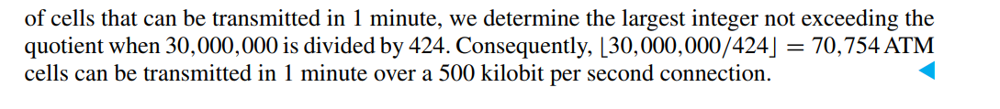 of cells that can be transmitted in 1 minute, we determine the largest integer not exceeding the
quotient when 30,000,000 is divided by 424. Consequently, ⌊30,000,000/424⌋ = 70,754 ATM
cells can be transmitted in 1 minute over a 500 kilobit per second connection.